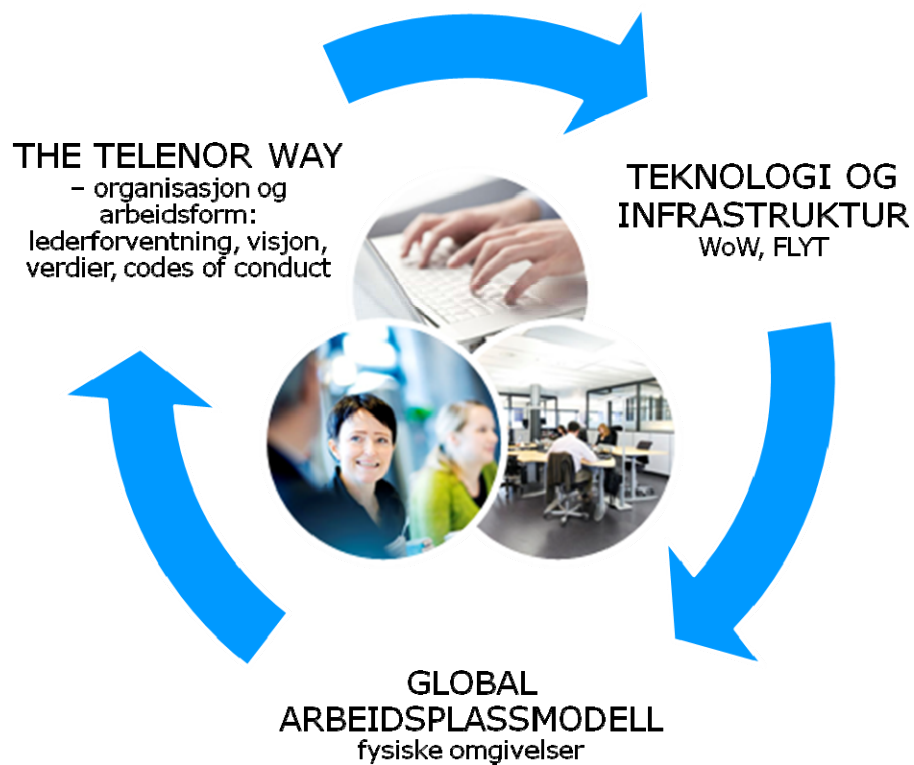 THE TELENOR WAY
– organisasjon og
arbeidsform:
lederforventning, visjon,
verdier, codes of conduct
TEKNOLOGI OG
INFRASTRUKTUR
WoW, FLYT
GLOBAL
ARBEIDSPLASSMODELL
fysiske omgivelser